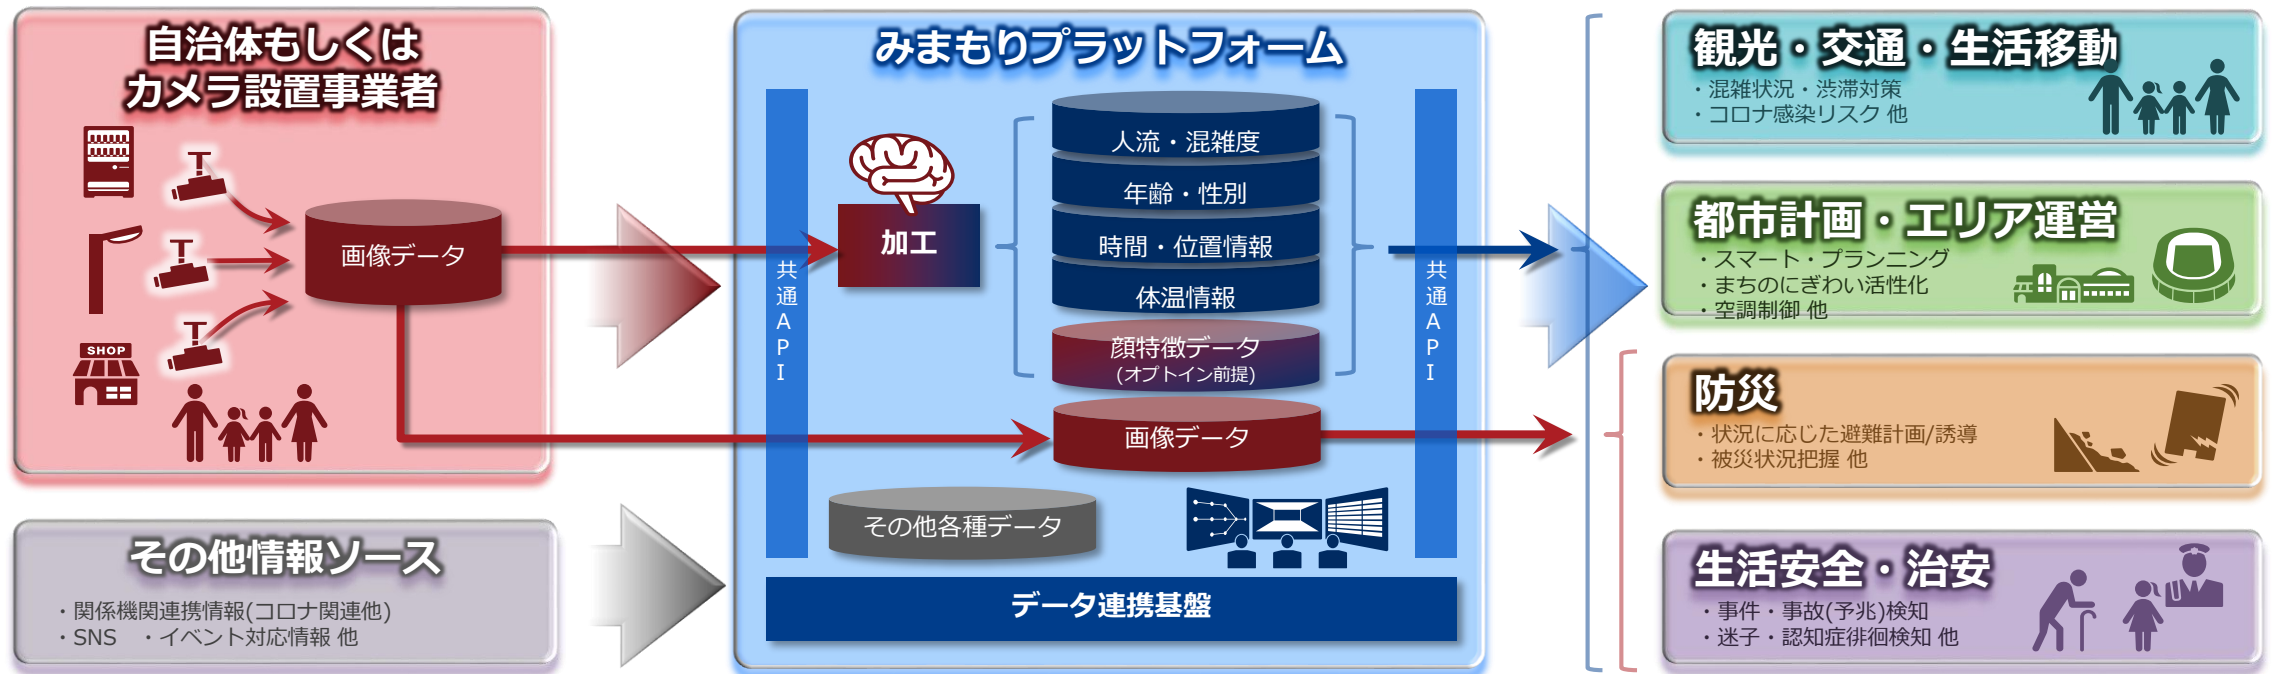 自治体もしくは
カメラ設置事業者
画像データ
SHOP
その他情報ソース
・関係機関連携情報(コロナ関連他)
・SNS ・イベント対応情報 他
みまもりプラットフォーム
共通API
加工
人流・混雑度
年齢・性別
時間・位置情報
体温情報
顔特徴データ
(オプトイン前提)
画像データ
その他各種データ
共通API
データ連携基盤
観光・交通・生活移動
・混雑状況・渋滞対策
・コロナ感染リスク 他
都市計画・エリア運営
・スマート・プランニング
・まちのにぎわい活性化
・空調制御 他
防災
・状況に応じた避難計画/誘導
・被災状況把握 他
生活安全・治安
・事件・事故(予兆)検知
・迷子・認知症徘徊検知 他